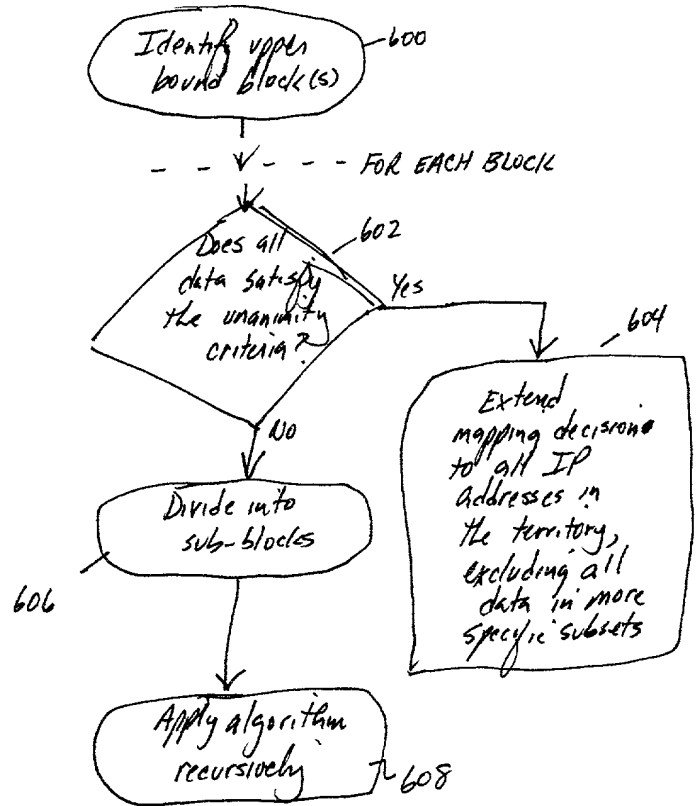 Identify upper
bound block(s)
600
FOR EACH BLOCK
602
Does all
data satisfy
the unanimity
criteria?
Yes
604
Extend
mapping decision
to all IP
addresses in
the territory,
excluding all
data in more
specific subsets
No
Divide into
sub-blocks
606
Apply algorithm
recursively
608